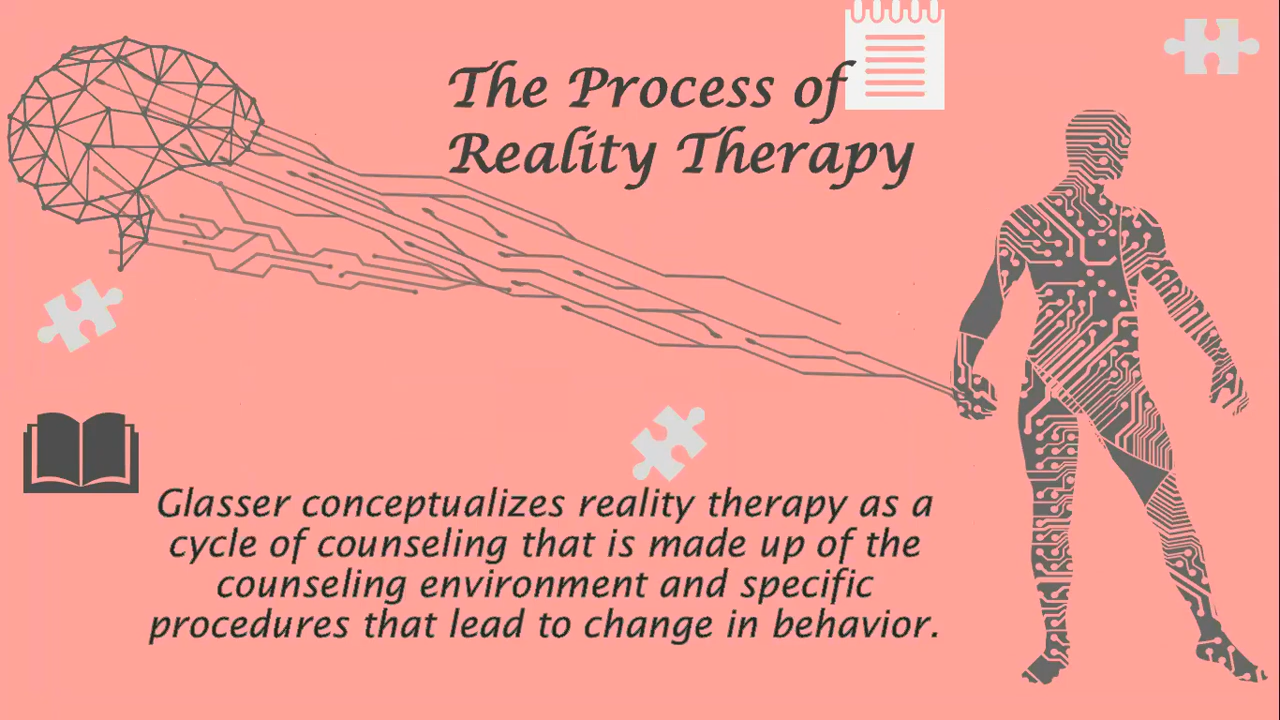 The Process of
Reality Therapy
Glasser conceptualizes reality therapy as a
cycle of counseling that is made up of the
counseling environment and specific
procedures that lead to change in behavior.